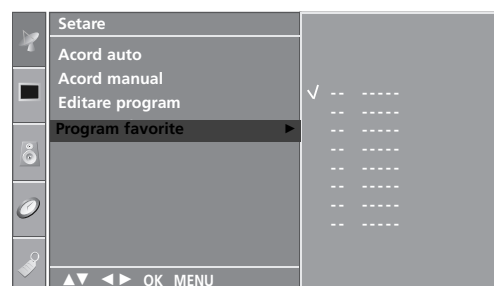 Setare
Acord auto
Acord manual
Editare program
Program favorite ►
√ -- -----
-- -----
-- -----
-- -----
-- -----
-- -----
-- -----
-- -----
▲▼ ◄► OK MENU